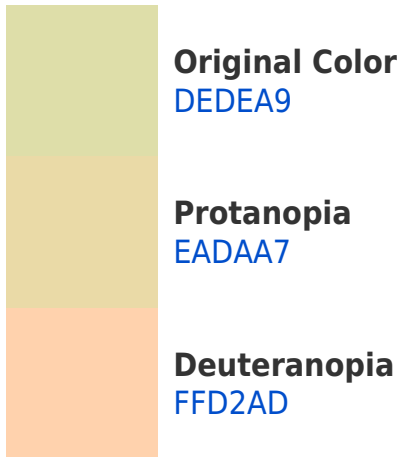 Original Color
DEDEA9
Protanopia
EADAA7
Deuteranopia
FFD2AD